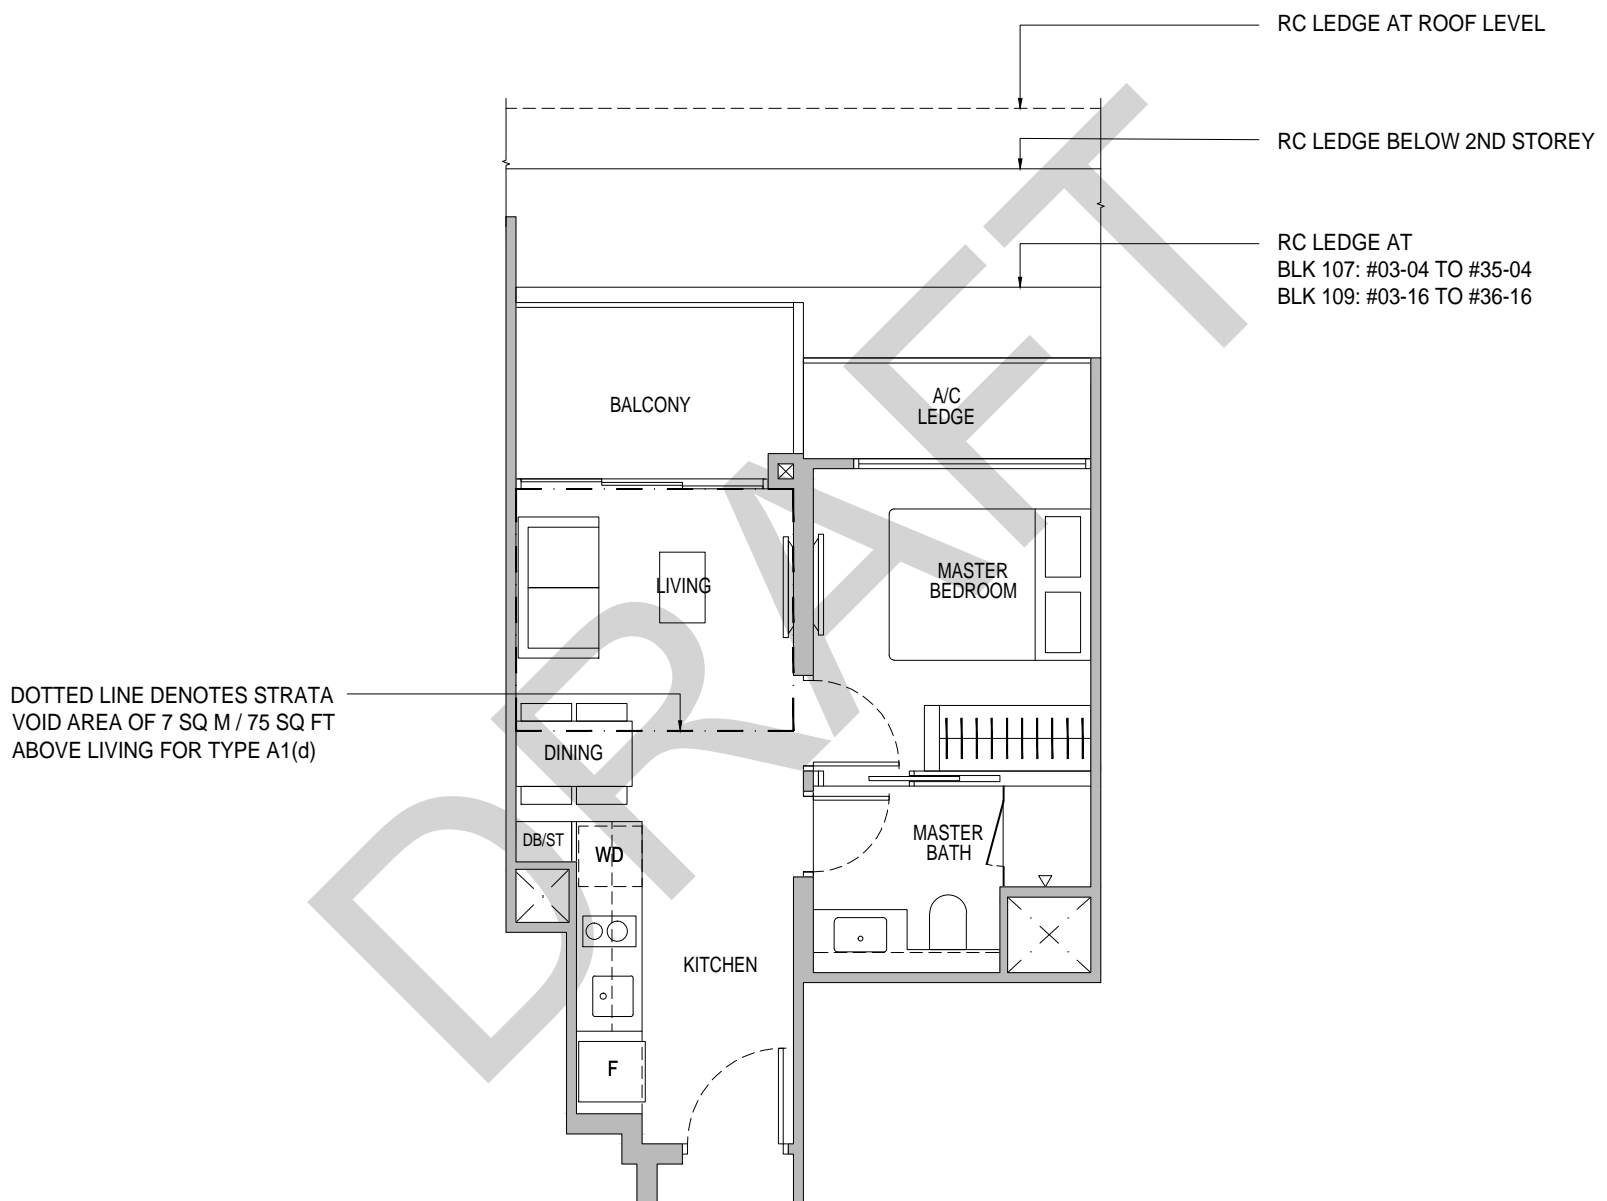 RC LEDGE AT ROOF LEVEL
RC LEDGE BELOW 2ND STOREY
RC LEDGE AT
BLK 107: #03-04 TO #35-04
BLK 109: #03-16 TO #36-16
BALCONY
A/C
LEDGE
LIVING
MASTER
BEDROOM
DOTTED LINE DENOTES STRATA
VOID AREA OF 7 SQ M / 75 SQ FT
ABOVE LIVING FOR TYPE A1(d)
DINING
DB/ST
WD
MASTER
BATH
KITCHEN
F
DRAFT